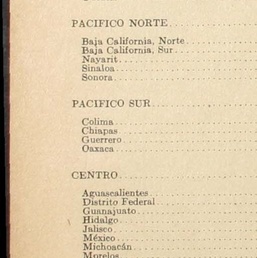 PACIFICO NORTE
Baja California, Norte
Baja California, Sur
Nayarit
Sinaloa
Sonora
PACIFICO SUR
Colima
Chiapas
Guerrero
Oaxaca
CENTRO
Aguascalientes
Distrito Federal
Guanajuato
Hidalgo
Jalisco
México
Michoacán
Morelos